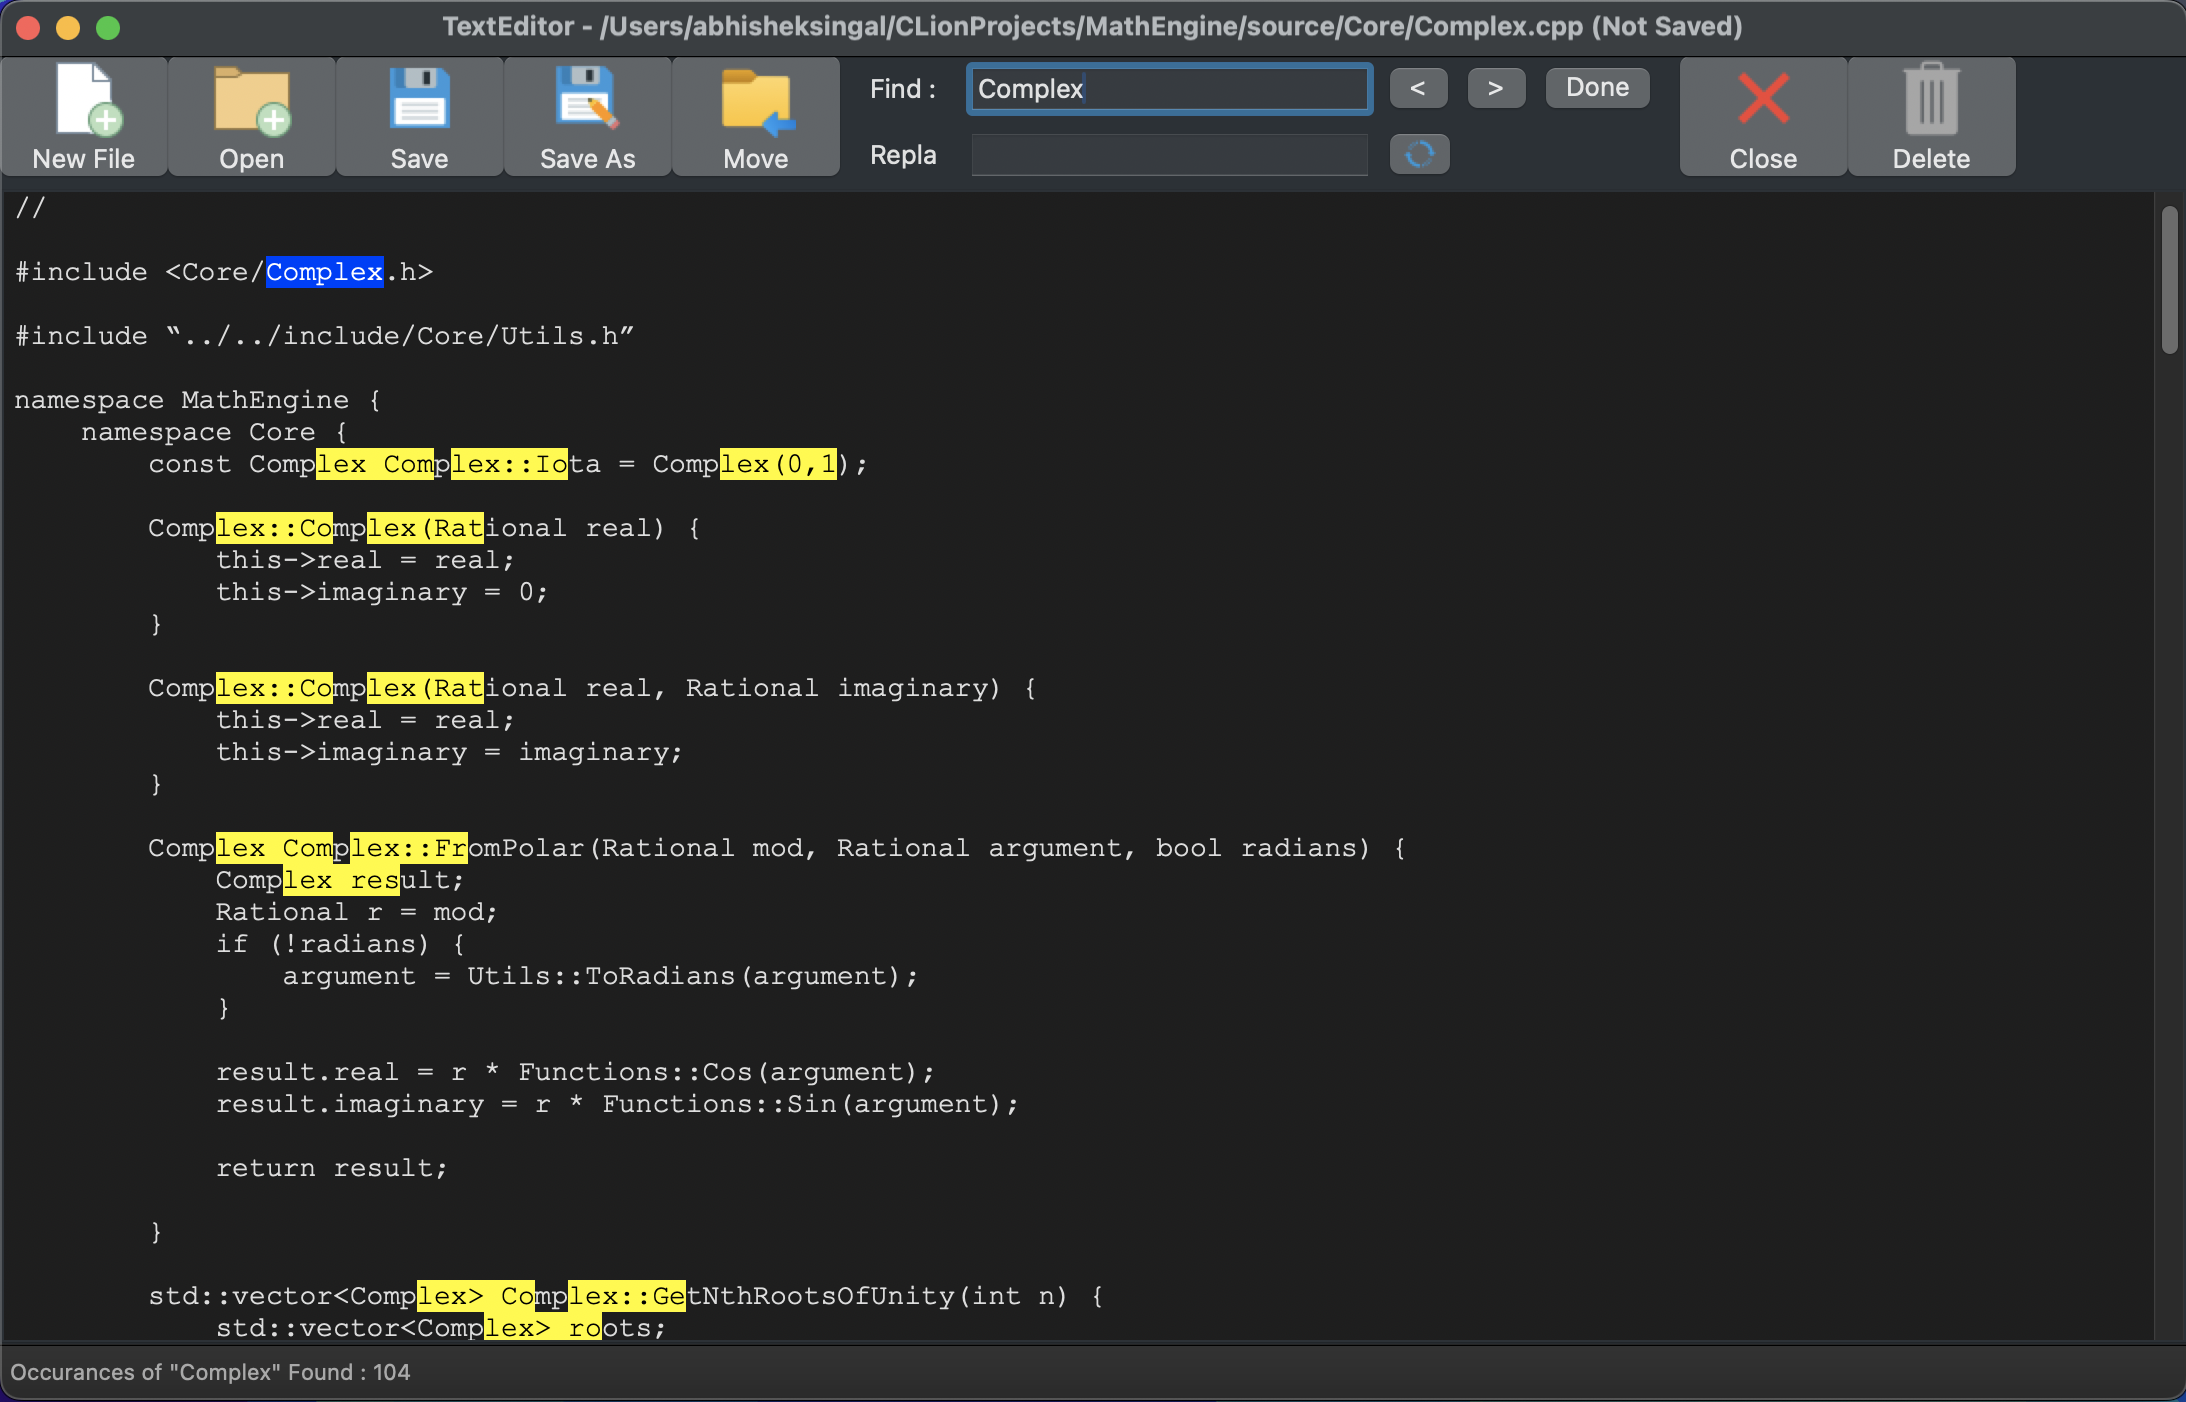 TextEditor - /Users/abhisheksingal/CLionProjects/MathEngine/source/Core/Complex.cpp (Not Saved)
New File
Open
Save
Save As
Move
Find :
Complex
<
>
Done
Repla
Close
Delete
//
#include <Core/Complex.h>
#include “../../include/Core/Utils.h”
namespace MathEngine {
    namespace Core {
        const Complex Complex::Iota = Complex(0,1);
        Complex::Complex(Rational real) {
            this->real = real;
            this->imaginary = 0;
        }
        Complex::Complex(Rational real, Rational imaginary) {
            this->real = real;
            this->imaginary = imaginary;
        }
        Complex Complex::FromPolar(Rational mod, Rational argument, bool radians) {
            Complex result;
            Rational r = mod;
            if (!radians) {
                argument = Utils::ToRadians(argument);
            }
            result.real = r * Functions::Cos(argument);
            result.imaginary = r * Functions::Sin(argument);
            return result;
        }
        std::vector<Complex> Complex::GetNthRootsOfUnity(int n) {
            std::vector<Complex> roots;
Occurances of "Complex" Found : 104